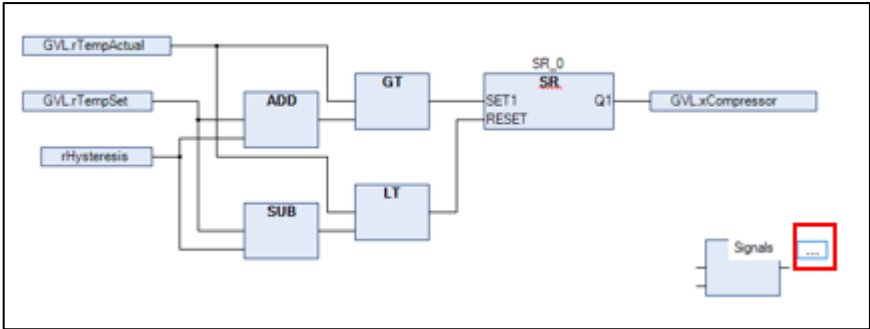 GVL.rTempActual
SR_0
GT
SR
GVL.rTempSet
ADD
SET1
Q1
GVL.xCompressor
RESET
rHysteresis
LT
SUB
Signals
...